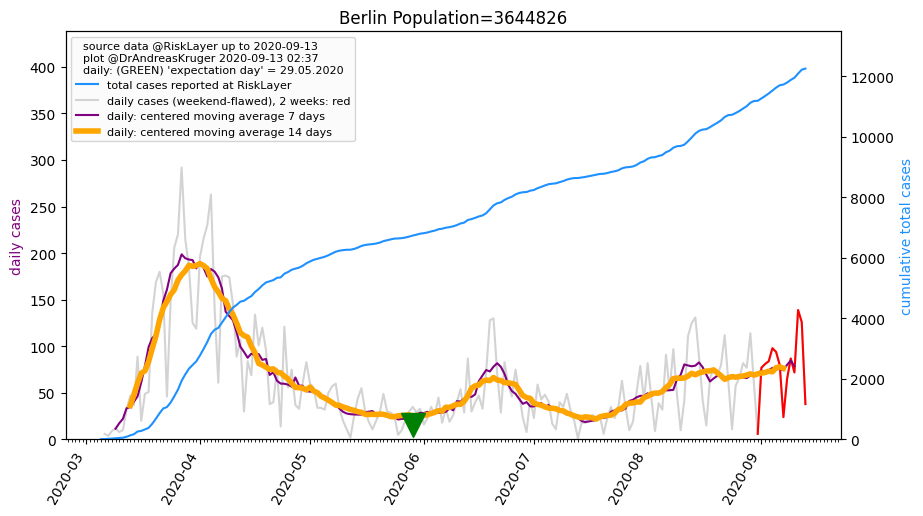 Berlin Population=3644826
source data @RiskLayer up to 2020-09-13
plot @DrAndreasKruger 2020-09-13 02:37
daily: (GREEN) 'expectation day' = 29.05.2020
total cases reported at RiskLayer
daily cases (weekend-flawed), 2 weeks: red
daily: centered moving average 7 days
daily: centered moving average 14 days
daily cases
400
350
300
250
200
150
100
50
0
cumulative total cases
12000
10000
8000
6000
4000
2000
0
2020-03
2020-04
2020-05
2020-06
2020-07
2020-08
2020-09